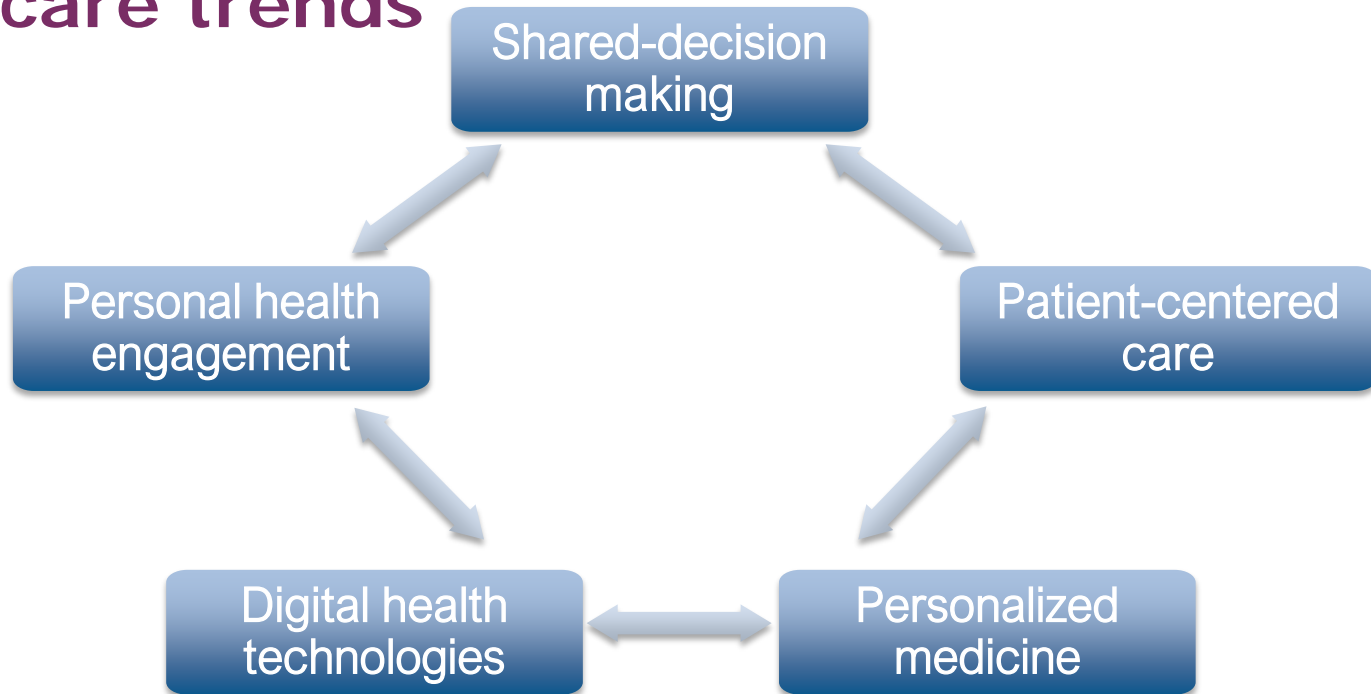 care trends
Shared-decision
making
Personal health
engagement
Patient-centered
care
Digital health
technologies
Personalized
medicine